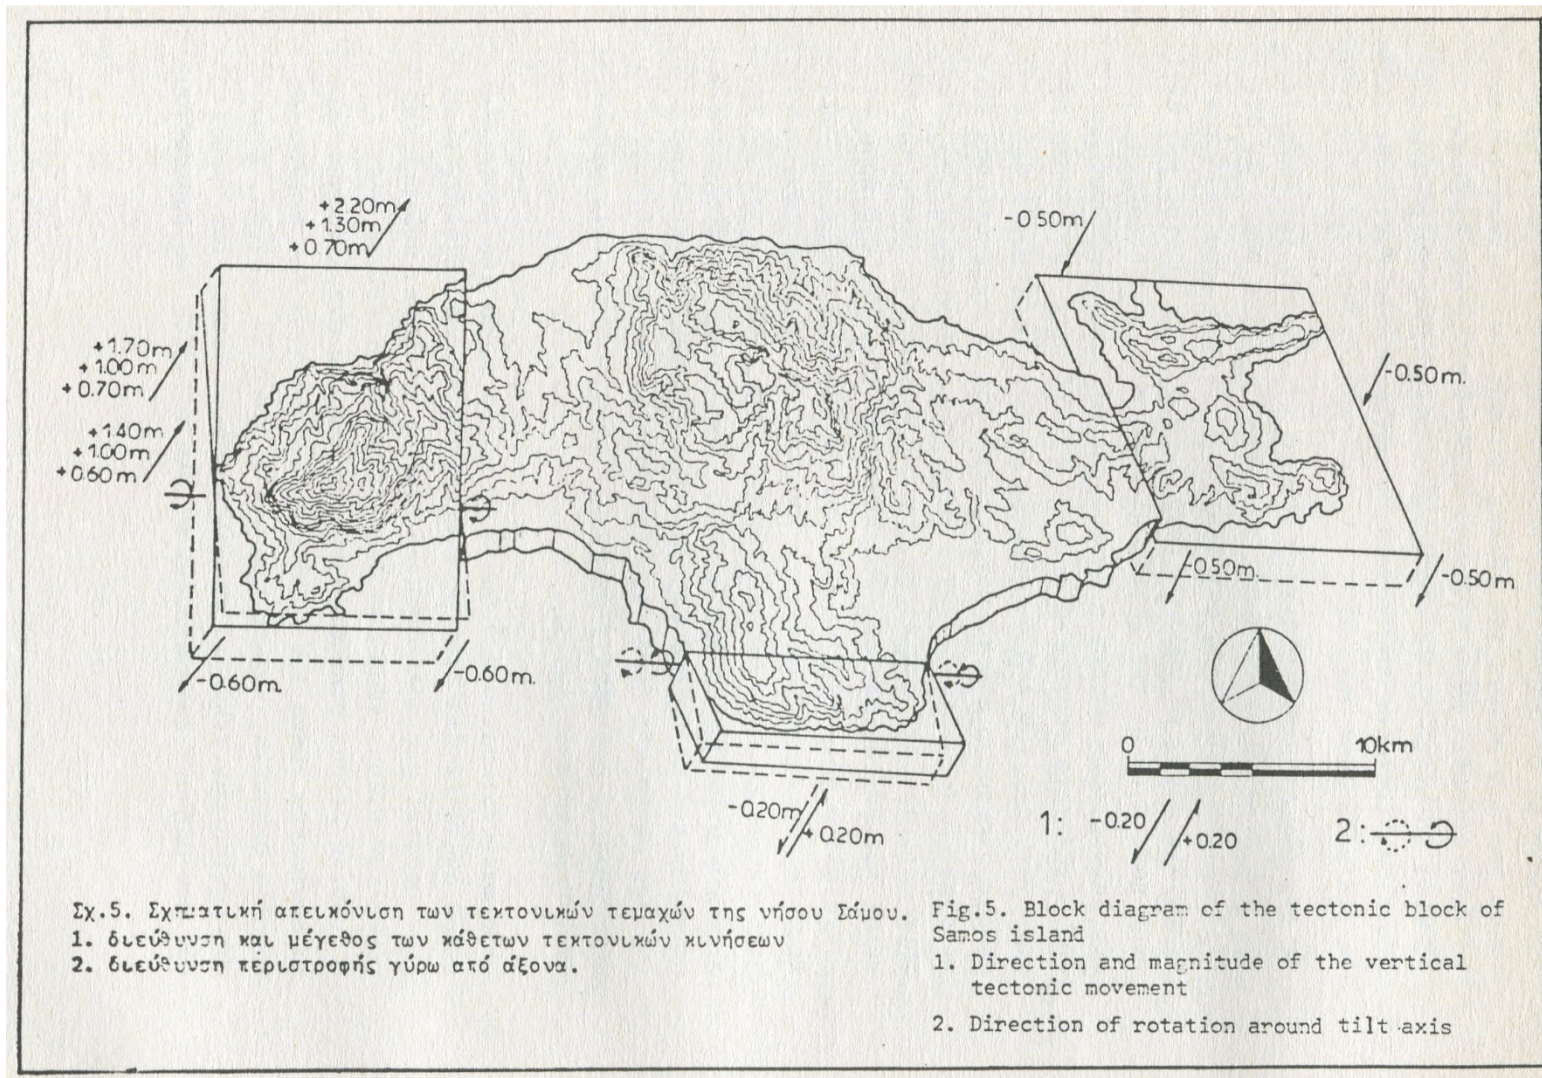 +2.20m
+1.30m
+0.70m
-0.50m
+1.70m
+1.00m
+0.70m
-0.50m.
+1.40m
+1.00m
+0.60m
-0.50m.
-0.50m
-0.60m.
-0.60m.
0 10km
-0.20m
+0.20m
1: -0.20 +0.20 2:
Σχ.5. Σχηματική απεικόνιση των τεκτονικών τεμαχών της νήσου Σάμου.
1. διεύθυνση και μέγεθος των κάθετων τεκτονικών κινήσεων
2. διεύθυνση περιστροφής γύρω από άξονα.
Fig.5. Block diagram of the tectonic block of
Samos island
1. Direction and magnitude of the vertical
tectonic movement
2. Direction of rotation around tilt axis